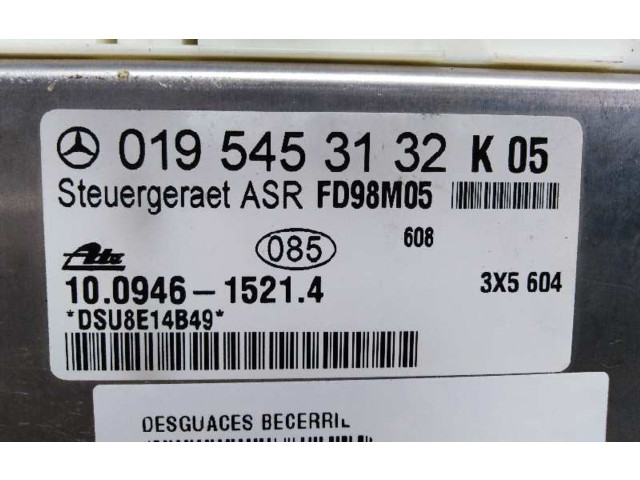 019 545 31 32 K 05
Steuergeraet ASR FD98M05
Ate 085 608
10.0946-1521.4 3X5 604
*DSU8E14B49*
DESGUACES BECERRIL